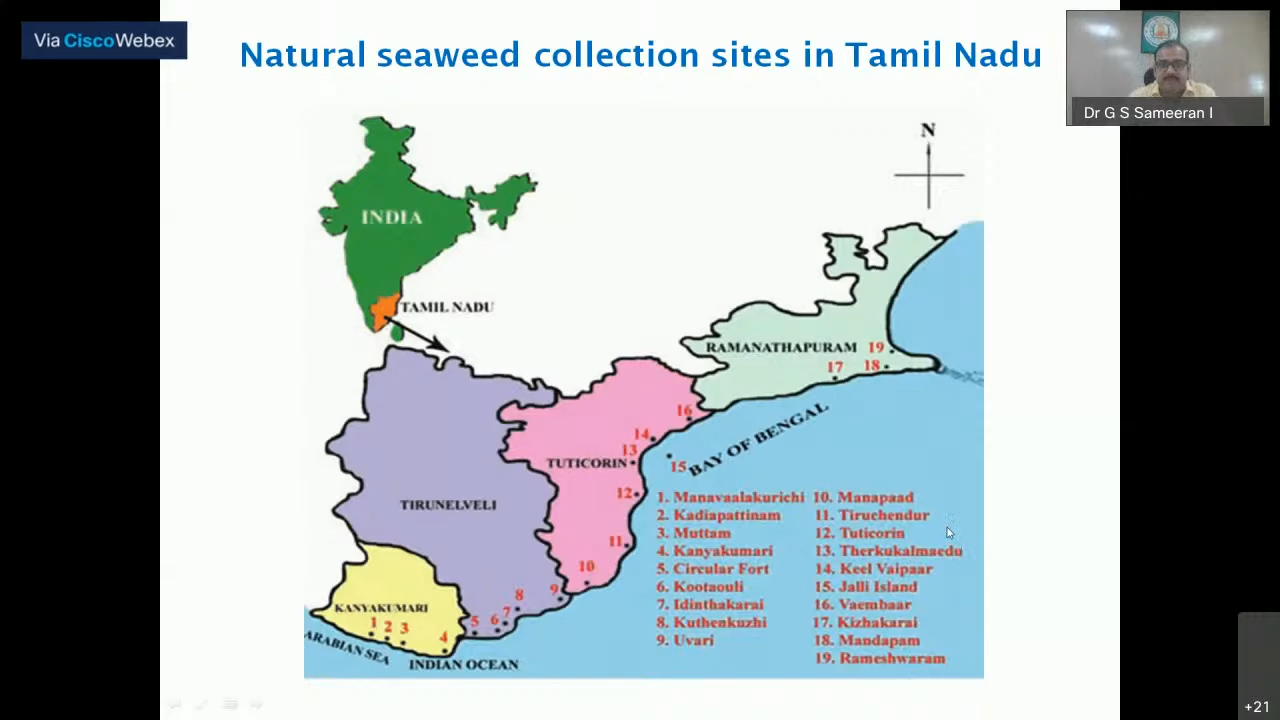 Via Cisco Webex
Natural seaweed collection sites in Tamil Nadu
Dr G S Sameeran I
N
INDIA
TAMIL NADU
RAMANATHAPURAM 19
17 18
16
14
13
TUTICORIN
15
BAY OF BENGAL
12
TIRUNELVELI
11
10
9
8
7
6
5
KANYAKUMARI
1 2 3
4
ARABIAN SEA
INDIAN OCEAN
1. Manavaalakurichi
2. Kadiapattinam
3. Muttam
4. Kanyakumari
5. Circular Fort
6. Kootaouli
7. Idinthakarai
8. Kuthenkuzhi
9. Uvari
10. Manapaad
11. Tiruchendur
12. Tuticorin
13. Therkukalmaedu
14. Keel Vaipaar
15. Jalli Island
16. Vaembaar
17. Kizhakarai
18. Mandapam
19. Rameshwaram
+21